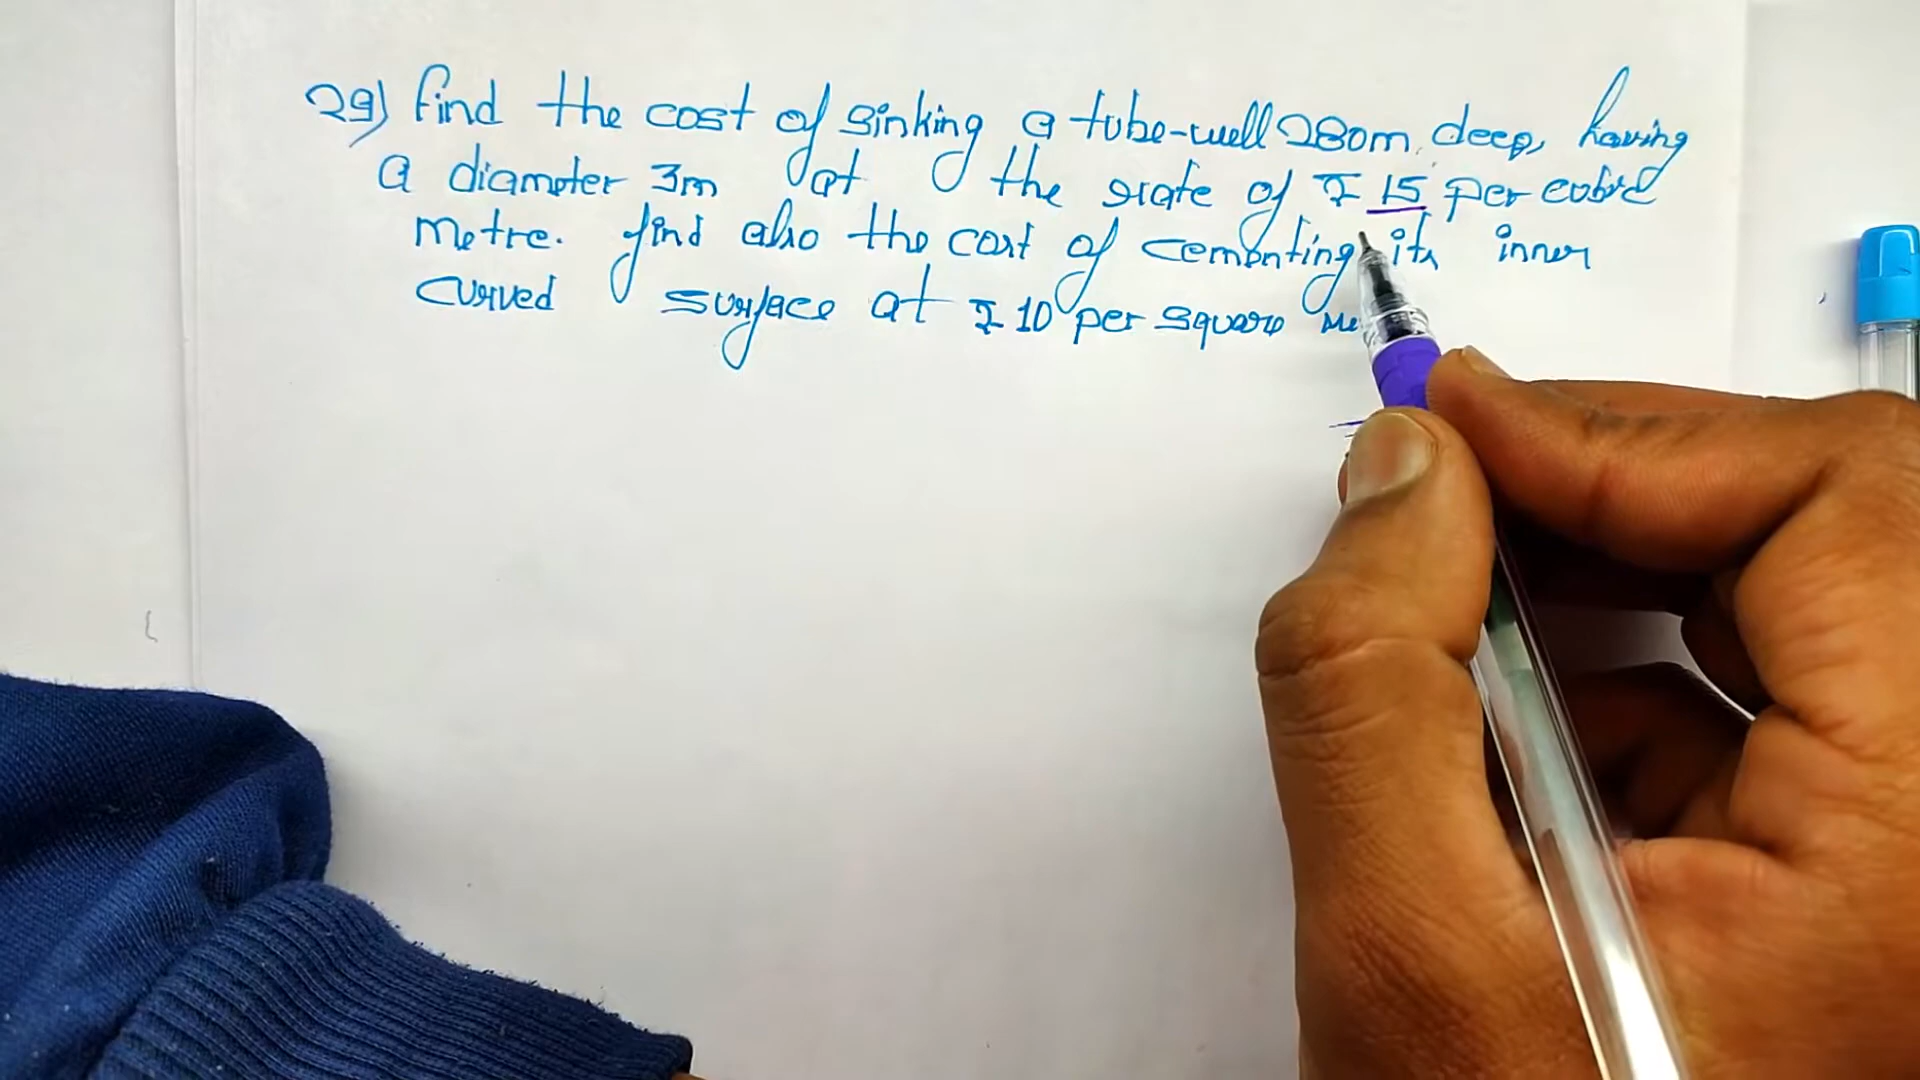 29) find the cost of sinking a tube-well 280m deep, having
a diameter 3m at the rate of ₹ 15 per cubic
metre. find also the cost of cementing its inner
curved surface at ₹ 10 per square me